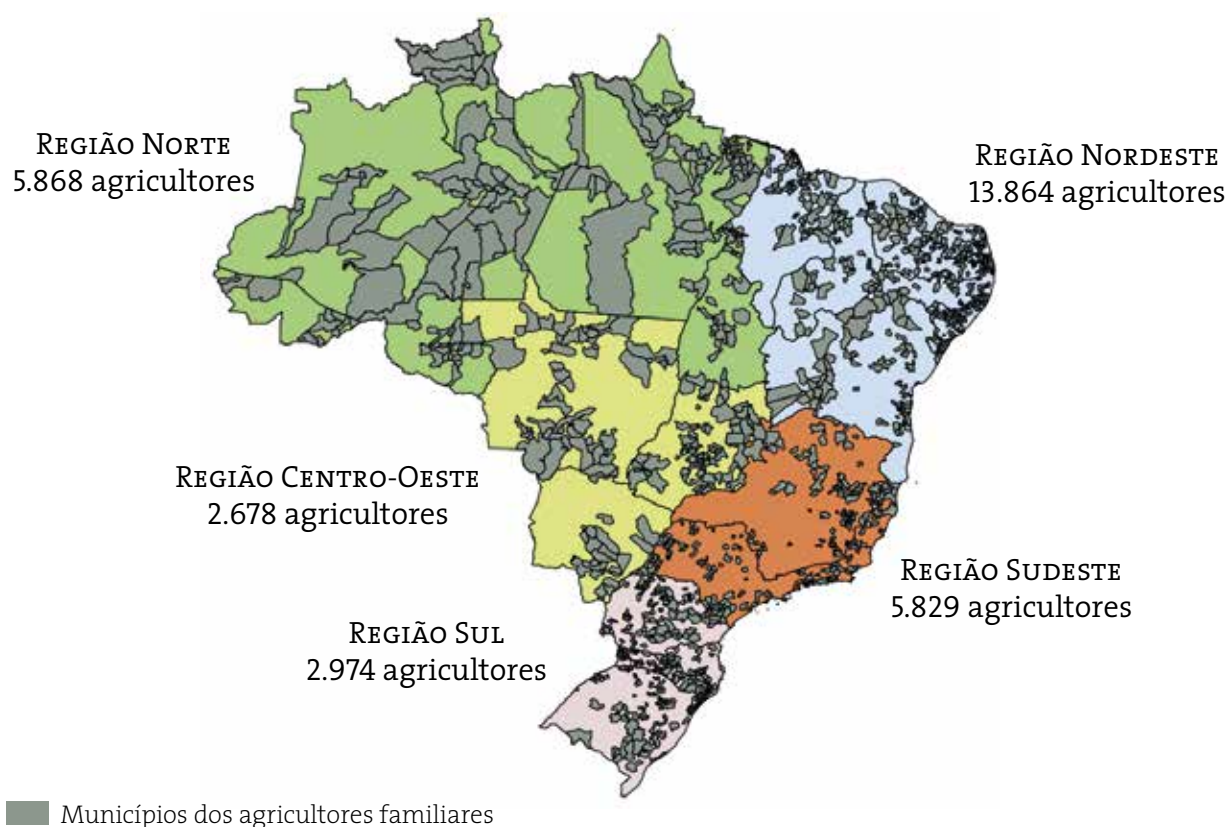 Região Norte
5.868 agricultores
Região Nordeste
13.864 agricultores
Região Centro-Oeste
2.678 agricultores
Região Sudeste
5.829 agricultores
Região Sul
2.974 agricultores
Municípios dos agricultores familiares